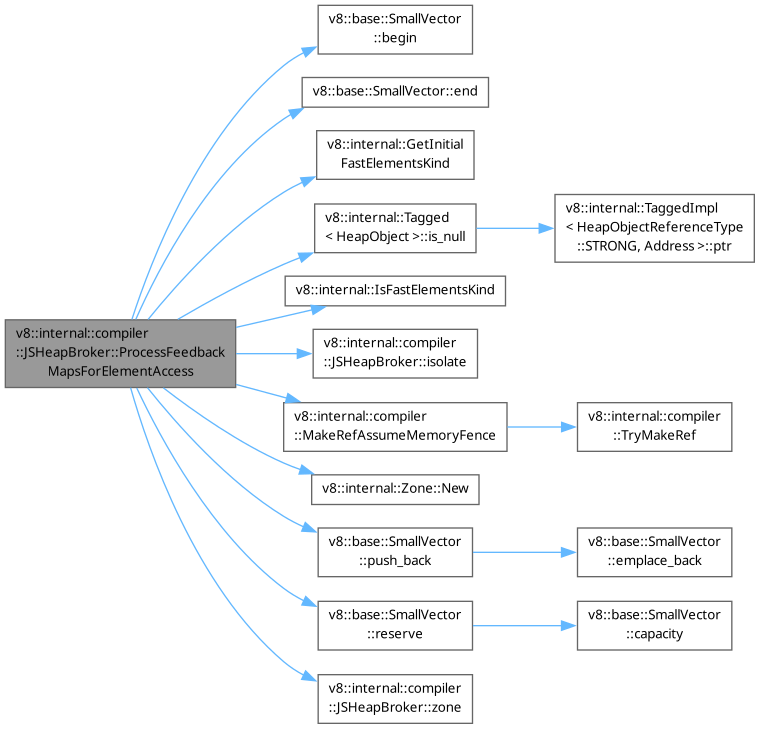 v8::base::SmallVector
::begin
v8::base::SmallVector::end
v8::internal::GetInitial
FastElementsKind
v8::internal::Tagged
< HeapObject >::is_null
v8::internal::TaggedImpl
< HeapObjectReferenceType
::STRONG, Address >::ptr
v8::internal::IsFastElementsKind
v8::internal::compiler
::JSHeapBroker::ProcessFeedback
MapsForElementAccess
v8::internal::compiler
::JSHeapBroker::isolate
v8::internal::compiler
::MakeRefAssumeMemoryFence
v8::internal::compiler
::TryMakeRef
v8::internal::Zone::New
v8::base::SmallVector
::push_back
v8::base::SmallVector
::emplace_back
v8::base::SmallVector
::reserve
v8::base::SmallVector
::capacity
v8::internal::compiler
::JSHeapBroker::zone